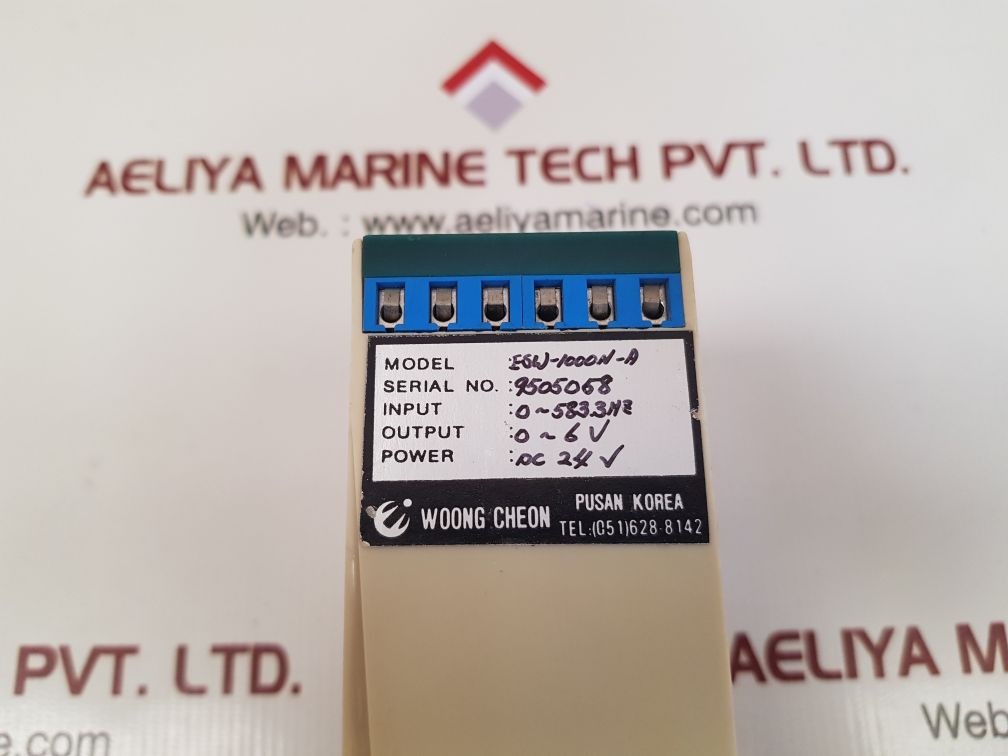 AELIYA MARINE TECH PVT. LTD.
Web. : www.aeliyamarine.com
MODEL : EGW-1000N-A
SERIAL NO. : 9505068
INPUT : 0~583.3HZ
OUTPUT : 0~6V
POWER : DC 24V
WOONG CHEON
PUSAN KOREA
TEL:(051)628-8142
PVT. LTD.
e.com
AELIYA M
Web